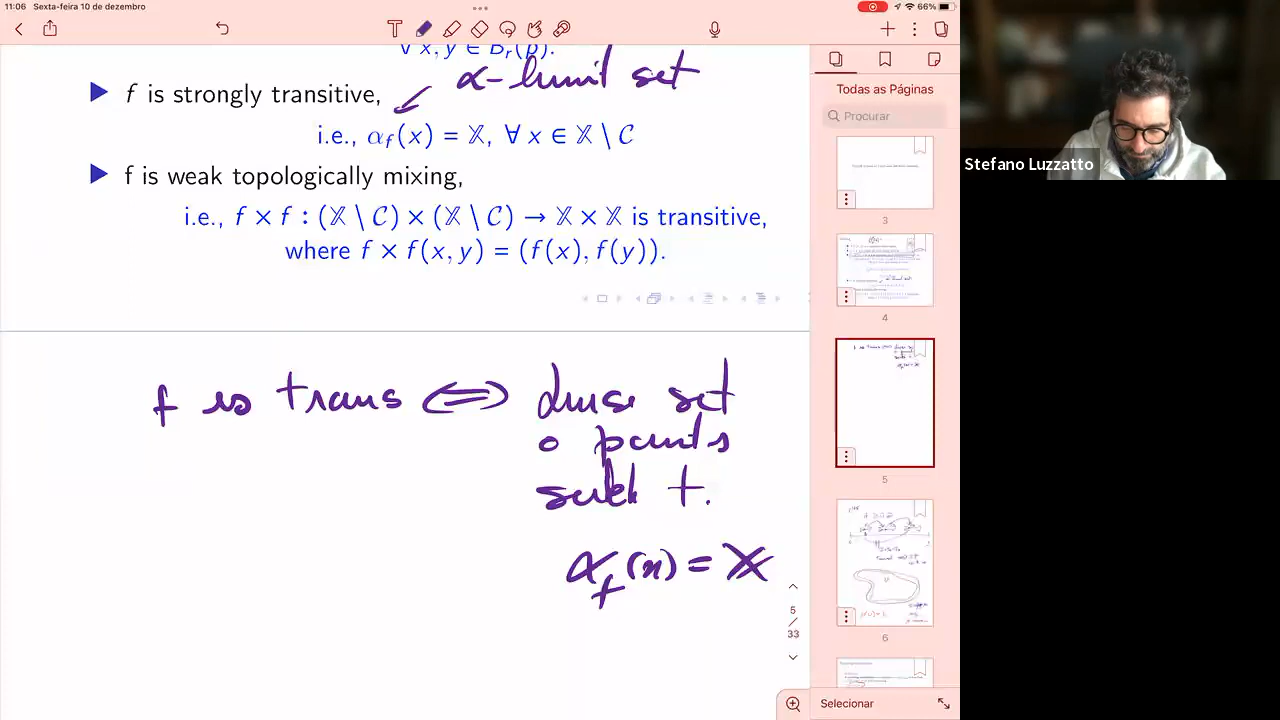 11:06 Sexta-feira 10 de dezembro
66%
∀ x, y ∈ B_r(p).
α-limit set
f is strongly transitive,
i.e., α_f(x) = 𝕏, ∀ x ∈ 𝕏 \ C
f is weak topologically mixing,
i.e., f × f : (𝕏 \ C) × (𝕏 \ C) → 𝕏 × 𝕏 is transitive,
where f × f(x, y) = (f(x), f(y)).
f is trans ⟺ dense set
o points
such t.
α_f(x) = 𝕏
5
/
33
Todas as Páginas
Procurar
3
4
5
6
Selecionar
Stefano Luzzatto